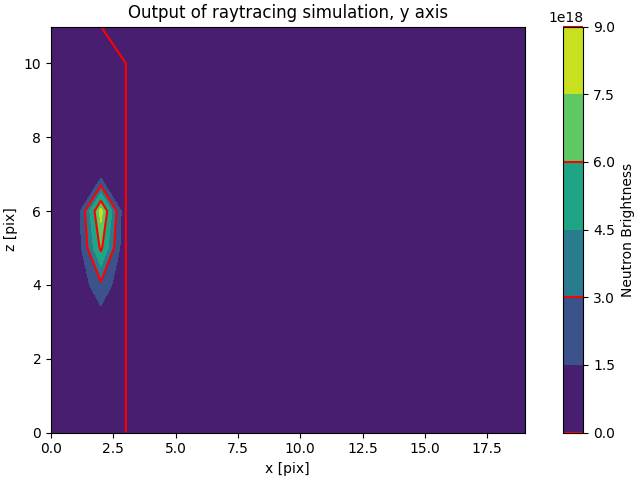 Output of raytracing simulation, y axis
1e18
9.0
7.5
6.0
4.5
3.0
1.5
0.0
Neutron Brightness
10
8
6
4
2
0
z [pix]
0.0 2.5 5.0 7.5 10.0 12.5 15.0 17.5
x [pix]